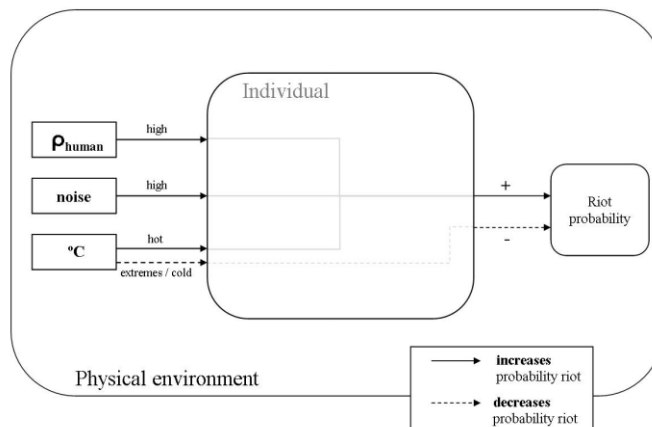 Individual
ρhuman
high
noise
high
ºC
hot
extremes / cold
+
-
Riot
probability
Physical environment
increases
probability riot
decreases
probability riot